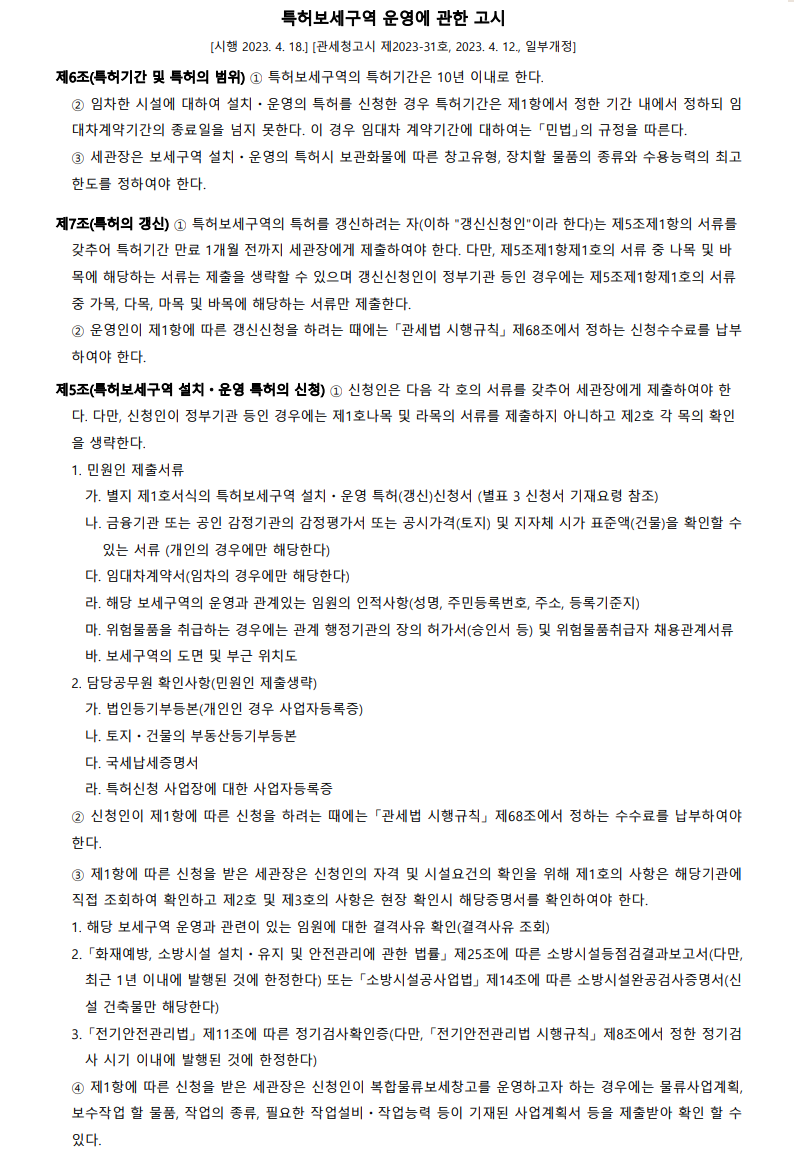 특허보세구역 운영에 관한 고시
[시행 2023. 4. 18.] [관세청고시 제2023-31호, 2023. 4. 12., 일부개정]
제6조(특허기간 및 특허의 범위) ① 특허보세구역의 특허기간은 10년 이내로 한다.
② 임차한 시설에 대하여 설치・운영의 특허를 신청한 경우 특허기간은 제1항에서 정한 기간 내에서 정하되 임
대차계약기간의 종료일을 넘지 못한다. 이 경우 임대차 계약기간에 대하여는 「민법」의 규정을 따른다.
③ 세관장은 보세구역 설치・운영의 특허시 보관화물에 따른 창고유형, 장치할 물품의 종류와 수용능력의 최고
한도를 정하여야 한다.
제7조(특허의 갱신) ① 특허보세구역의 특허를 갱신하려는 자(이하 "갱신신청인"이라 한다)는 제5조제1항의 서류를
갖추어 특허기간 만료 1개월 전까지 세관장에게 제출하여야 한다. 다만, 제5조제1항제1호의 서류 중 나목 및 바
목에 해당하는 서류는 제출을 생략할 수 있으며 갱신신청인이 정부기관 등인 경우에는 제5조제1항제1호의 서류
중 가목, 다목, 마목 및 바목에 해당하는 서류만 제출한다.
② 운영인이 제1항에 따른 갱신신청을 하려는 때에는 「관세법 시행규칙」 제68조에서 정하는 신청수수료를 납부
하여야 한다.
제5조(특허보세구역 설치・운영 특허의 신청) ① 신청인은 다음 각 호의 서류를 갖추어 세관장에게 제출하여야 한
다. 다만, 신청인이 정부기관 등인 경우에는 제1호나목 및 라목의 서류를 제출하지 아니하고 제2호 각 목의 확인
을 생략한다.
1. 민원인 제출서류
가. 별지 제1호서식의 특허보세구역 설치・운영 특허(갱신)신청서 (별표 3 신청서 기재요령 참조)
나. 금융기관 또는 공인 감정기관의 감정평가서 또는 공시가격(토지) 및 지자체 시가 표준액(건물)을 확인할 수
있는 서류 (개인의 경우에만 해당한다)
다. 임대차계약서(임차의 경우에만 해당한다)
라. 해당 보세구역의 운영과 관계있는 임원의 인적사항(성명, 주민등록번호, 주소, 등록기준지)
마. 위험물품을 취급하는 경우에는 관계 행정기관의 장의 허가서(승인서 등) 및 위험물품취급자 채용관계서류
바. 보세구역의 도면 및 부근 위치도
2. 담당공무원 확인사항(민원인 제출생략)
가. 법인등기부등본(개인인 경우 사업자등록증)
나. 토지・건물의 부동산등기부등본
다. 국세납세증명서
라. 특허신청 사업장에 대한 사업자등록증
② 신청인이 제1항에 따른 신청을 하려는 때에는 「관세법 시행규칙」 제68조에서 정하는 수수료를 납부하여야
한다.
③ 제1항에 따른 신청을 받은 세관장은 신청인의 자격 및 시설요건의 확인을 위해 제1호의 사항은 해당기관에
직접 조회하여 확인하고 제2호 및 제3호의 사항은 현장 확인시 해당증명서를 확인하여야 한다.
1. 해당 보세구역 운영과 관련이 있는 임원에 대한 결격사유 확인(결격사유 조회)
2. 「화재예방, 소방시설 설치・유지 및 안전관리에 관한 법률」 제25조에 따른 소방시설등점검결과보고서(다만,
최근 1년 이내에 발행된 것에 한정한다) 또는 「소방시설공사업법」 제14조에 따른 소방시설완공검사증명서(신
설 건축물만 해당한다)
3. 「전기안전관리법」 제11조에 따른 정기검사확인증(다만, 「전기안전관리법 시행규칙」 제8조에서 정한 정기검
사 시기 이내에 발행된 것에 한정한다)
④ 제1항에 따른 신청을 받은 세관장은 신청인이 복합물류보세창고를 운영하고자 하는 경우에는 물류사업계획,
보수작업 할 물품, 작업의 종류, 필요한 작업설비・작업능력 등이 기재된 사업계획서 등을 제출받아 확인 할 수
있다.